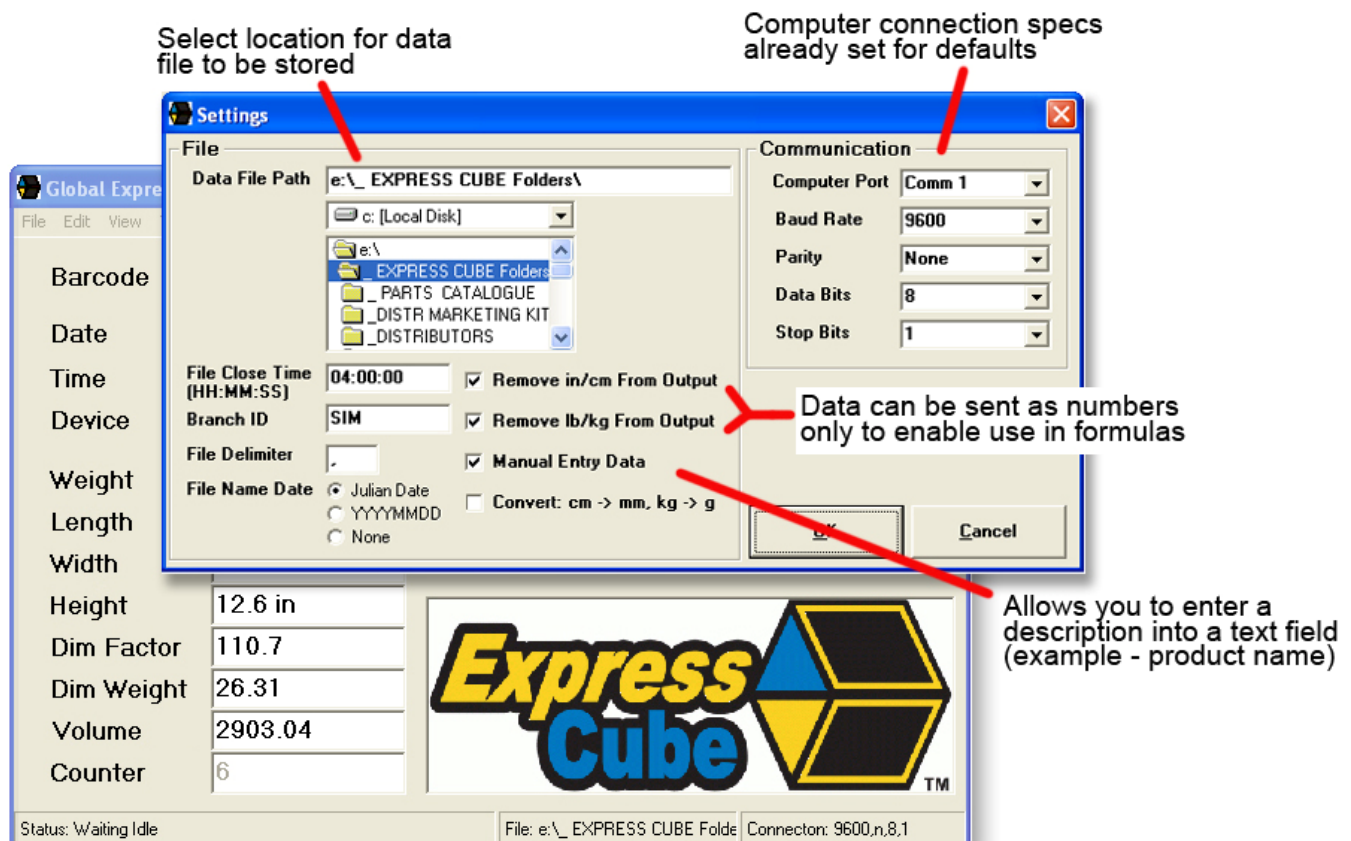 Select location for data
file to be stored
Computer connection specs
already set for defaults
Settings
File
Data File Path
e:\_ EXPRESS CUBE Folders\
c: [Local Disk]
e:\
_ EXPRESS CUBE Folders
_ PARTS CATALOGUE
_DISTR MARKETING KIT
_DISTRIBUTORS
File Close Time
(HH:MM:SS)
04:00:00
Branch ID
SIM
File Delimiter
,
File Name Date
Julian Date
YYYYMMDD
None
Remove in/cm From Output
Remove lb/kg From Output
Manual Entry Data
Convert: cm -> mm, kg -> g
Communication
Computer Port
Comm 1
Baud Rate
9600
Parity
None
Data Bits
8
Stop Bits
1
Data can be sent as numbers
only to enable use in formulas
Cancel
Allows you to enter a
description into a text field
(example - product name)
Global Expre
File Edit View
Barcode
Date
Time
Device
Weight
Length
Width
Height
12.6 in
Dim Factor
110.7
Dim Weight
26.31
Volume
2903.04
Counter
6
Express
Cube
TM
Status: Waiting Idle
File: e:\_ EXPRESS CUBE Folde
Connecton: 9600,n,8,1